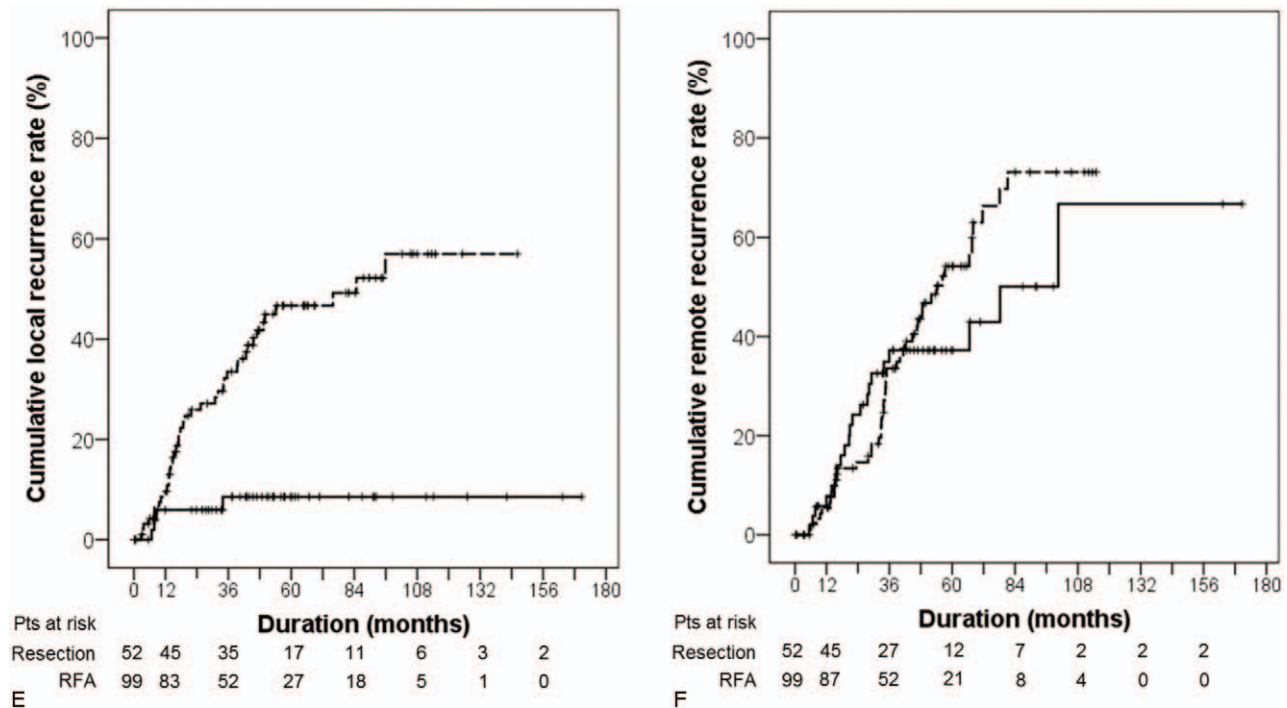 Cumulative local recurrence rate (%)
100
80
60
40
20
0
0 12 36 60 84 108 132 156 180
Duration (months)
Pts at risk
Resection 52 45 35 17 11 6 3 2
RFA 99 83 52 27 18 5 1 0
E
Cumulative remote recurrence rate (%)
100
80
60
40
20
0
0 12 36 60 84 108 132 156 180
Duration (months)
Pts at risk
Resection 52 45 27 12 7 2 2 2
RFA 99 87 52 21 8 4 0 0
F